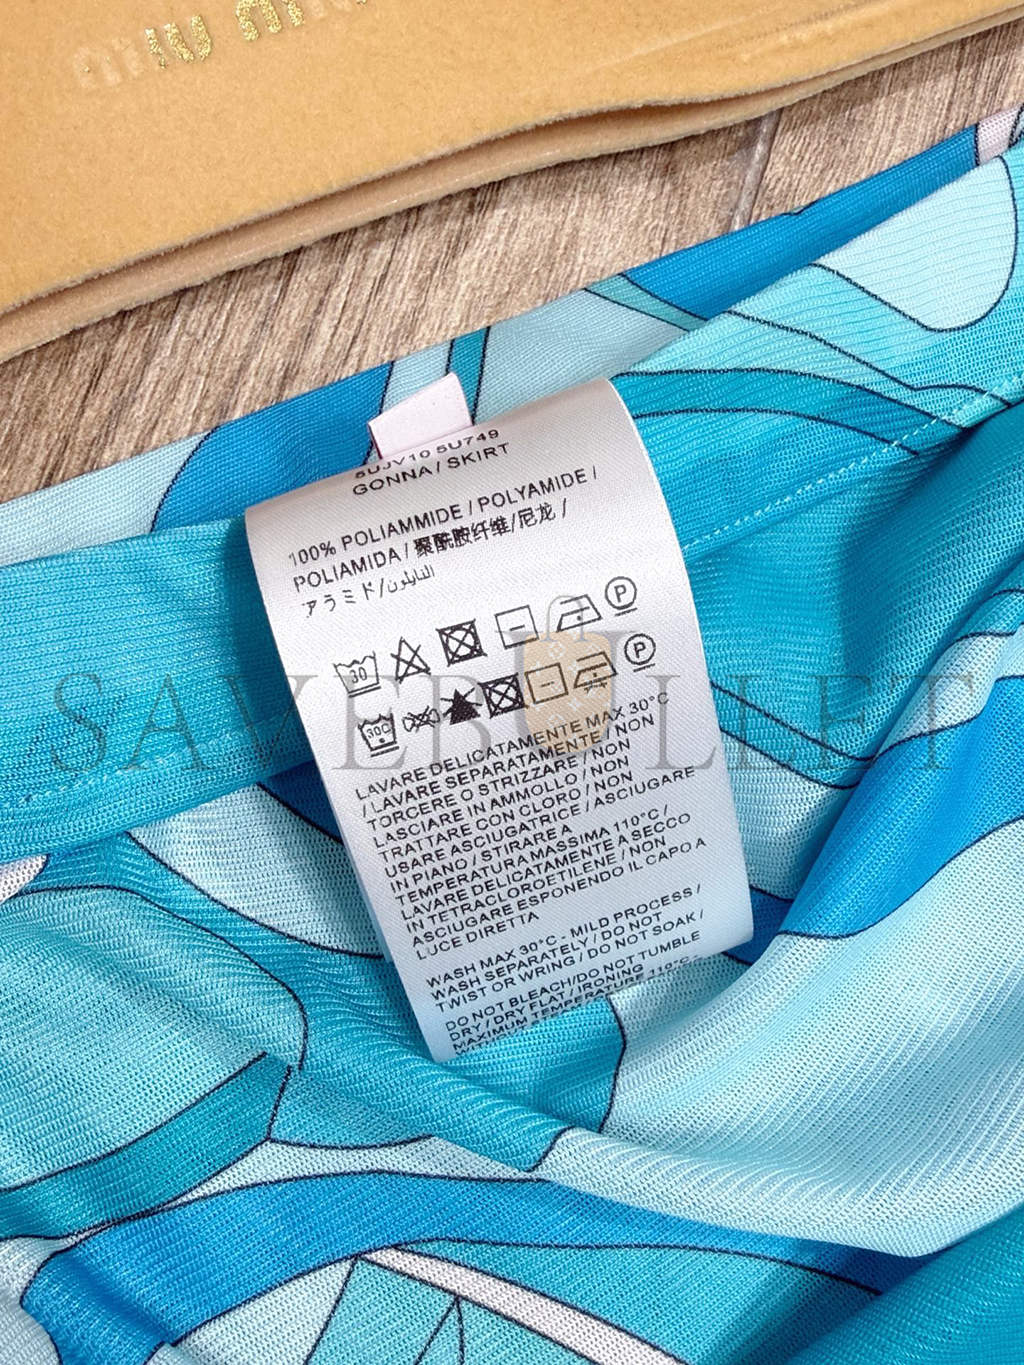 miu miu
5UJV10 5U749
GONNA / SKIRT
100% POLIAMMIDE / POLYAMIDE /
POLIAMIDA / 聚酰胺纤维/尼龙 /
アラミド/النايلون
30 P
30C P
SAVEBULLET
LAVARE DELICATAMENTE MAX 30°C
/ LAVARE SEPARATAMENTE / NON
TORCERE O STRIZZARE / NON
LASCIARE IN AMMOLLO / NON
TRATTARE CON CLORO / NON
USARE ASCIUGATRICE / ASCIUGARE
IN PIANO / STIRARE A
TEMPERATURA MASSIMA 110°C /
LAVARE DELICATAMENTE A SECCO
IN TETRACLOROETILENE / NON
ASCIUGARE ESPONENDO IL CAPO A
LUCE DIRETTA
WASH MAX 30°C - MILD PROCESS /
WASH SEPARATELY / DO NOT
TWIST OR WRING / DO NOT SOAK /
DO NOT BLEACH/DO NOT TUMBLE
DRY / DRY FLAT / IRONING
MAXIMUM TEMPERATURE 110°C -
WITHOUT